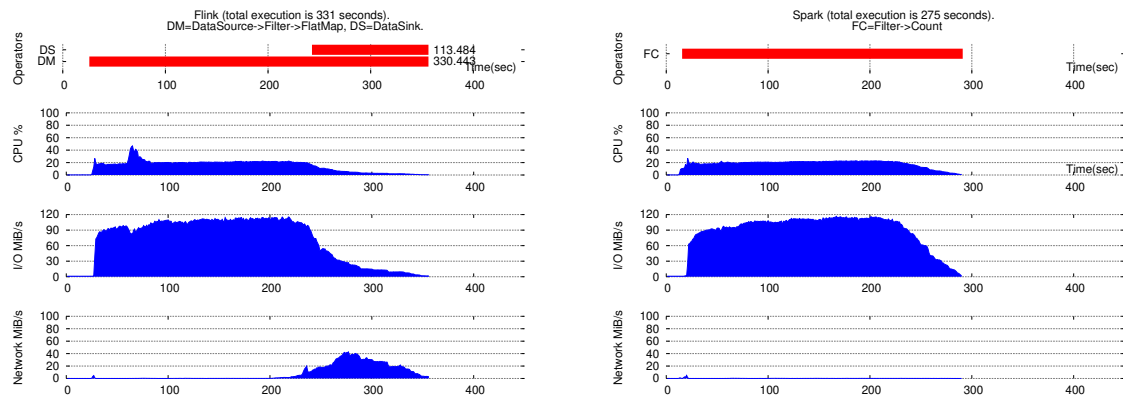 Flink (total execution is 331 seconds).
DM=DataSource->Filter->FlatMap, DS=DataSink.
Operators
DS
DM
113.484
330.443
Time(sec)
0 100 200 300 400
CPU %
100
80
60
40
20
0
0 100 200 300 400
I/O MiB/s
120
90
60
30
0
0 100 200 300 400
Network MiB/s
100
80
60
40
20
0
0 100 200 300 400
Spark (total execution is 275 seconds).
FC=Filter->Count
Operators
FC
Time(sec)
0 100 200 300 400
CPU %
100
80
60
40
20
0
Time(sec)
0 100 200 300 400
I/O MiB/s
120
90
60
30
0
0 100 200 300 400
Network MiB/s
100
80
60
40
20
0
0 100 200 300 400